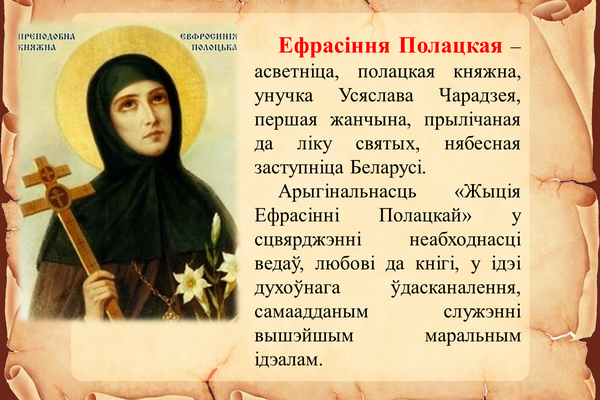 ПРЕПОДОБНА
КНЯЖНА
ЕВФРОСИНІЯ
ПОЛОЦЬКА
Ефрасіння Полацкая –
асветніца, полацкая княжна,
унучка Усяслава Чарадзея,
першая жанчына, прылічаная
да ліку святых, нябесная
заступніца Беларусі.
Арыгінальнасць «Жыція
Ефрасінні Полацкай» у
сцвярджэнні неабходнасці
ведаў, любові да кнігі, у ідэі
духоўнага ўдасканалення,
самаадданым служэнні
вышэйшым маральным
ідэалам.